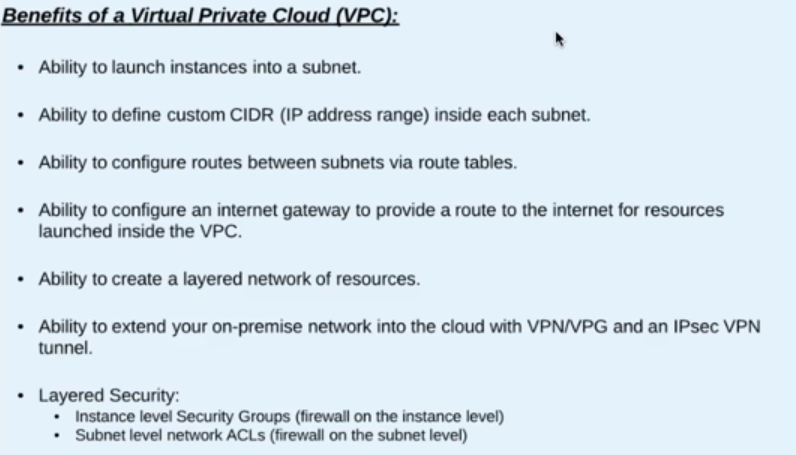 Benefits of a Virtual Private Cloud (VPC):
• Ability to launch instances into a subnet.
• Ability to define custom CIDR (IP address range) inside each subnet.
• Ability to configure routes between subnets via route tables.
• Ability to configure an internet gateway to provide a route to the internet for resources
launched inside the VPC.
• Ability to create a layered network of resources.
• Ability to extend your on-premise network into the cloud with VPN/VPG and an IPsec VPN
tunnel.
• Layered Security:
• Instance level Security Groups (firewall on the instance level)
• Subnet level network ACLs (firewall on the subnet level)